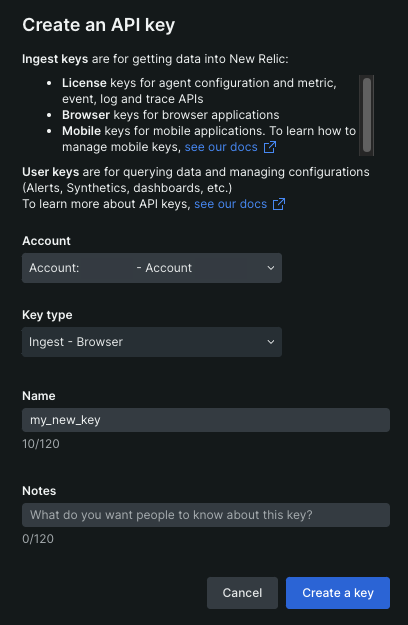 Create an API key
Ingest keys are for getting data into New Relic:
• License keys for agent configuration and metric,
event, log and trace APIs
• Browser keys for browser applications
• Mobile keys for mobile applications. To learn how to
manage mobile keys, see our docs
User keys are for querying data and managing configurations
(Alerts, Synthetics, dashboards, etc.)
To learn more about API keys, see our docs
Account
Account: - Account
Key type
Ingest - Browser
Name
my_new_key
10/120
Notes
What do you want people to know about this key?
0/120
Cancel
Create a key